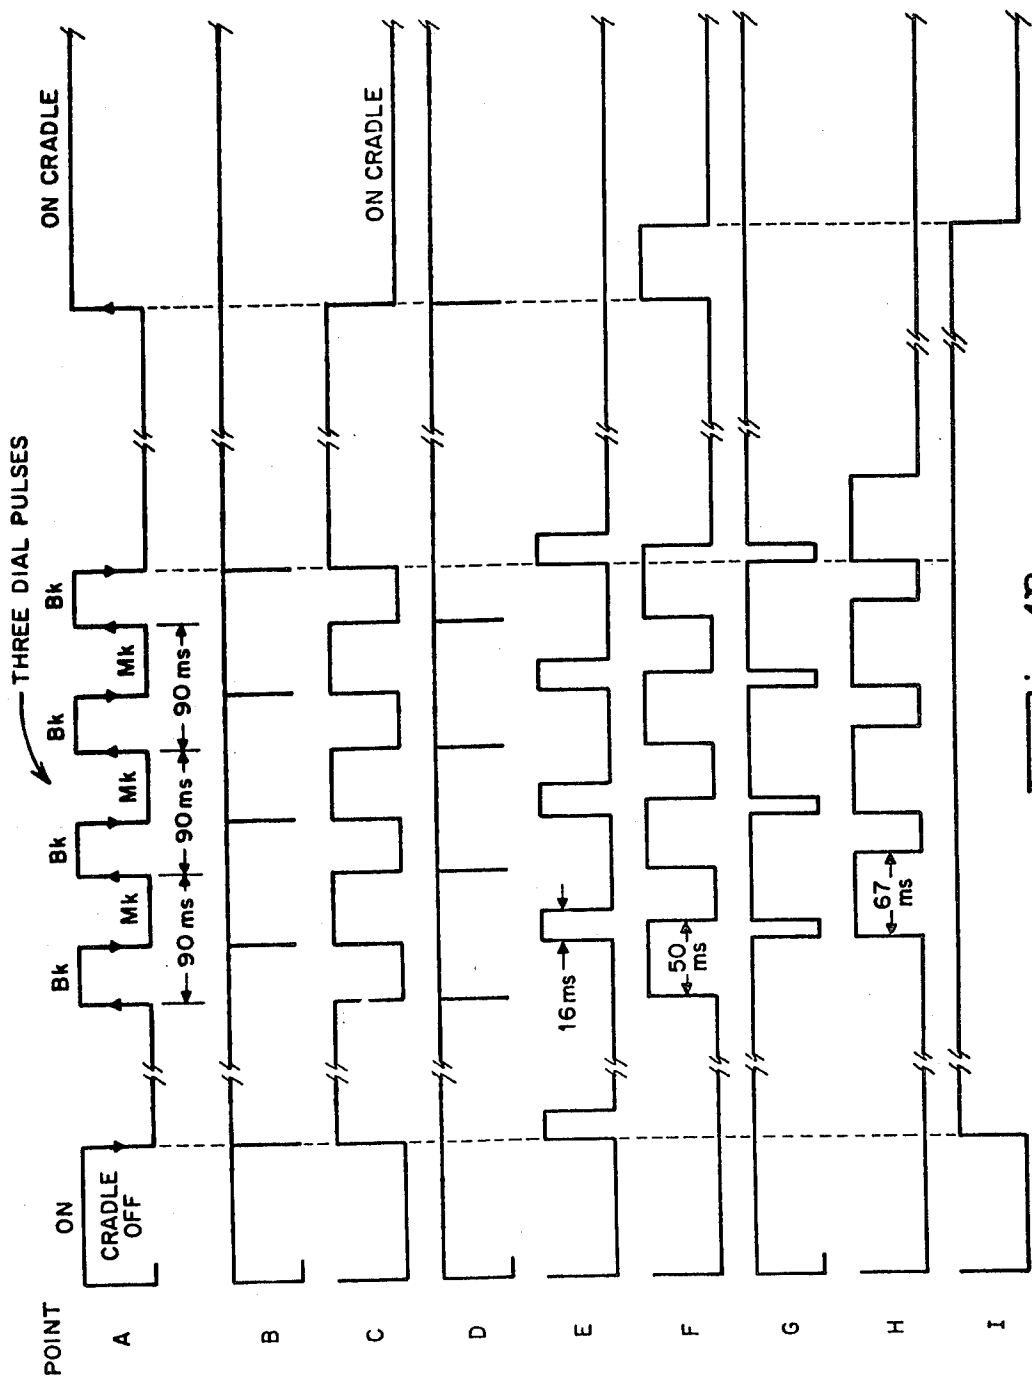 THREE DIAL PULSES
POINT
ON
Bk
Bk
Bk
Bk
ON CRADLE
A
CRADLE
OFF
Mk
Mk
Mk
90 ms
90 ms
90 ms
B
C
ON CRADLE
D
E
16 ms
F
50
ms
G
H
67
ms
I